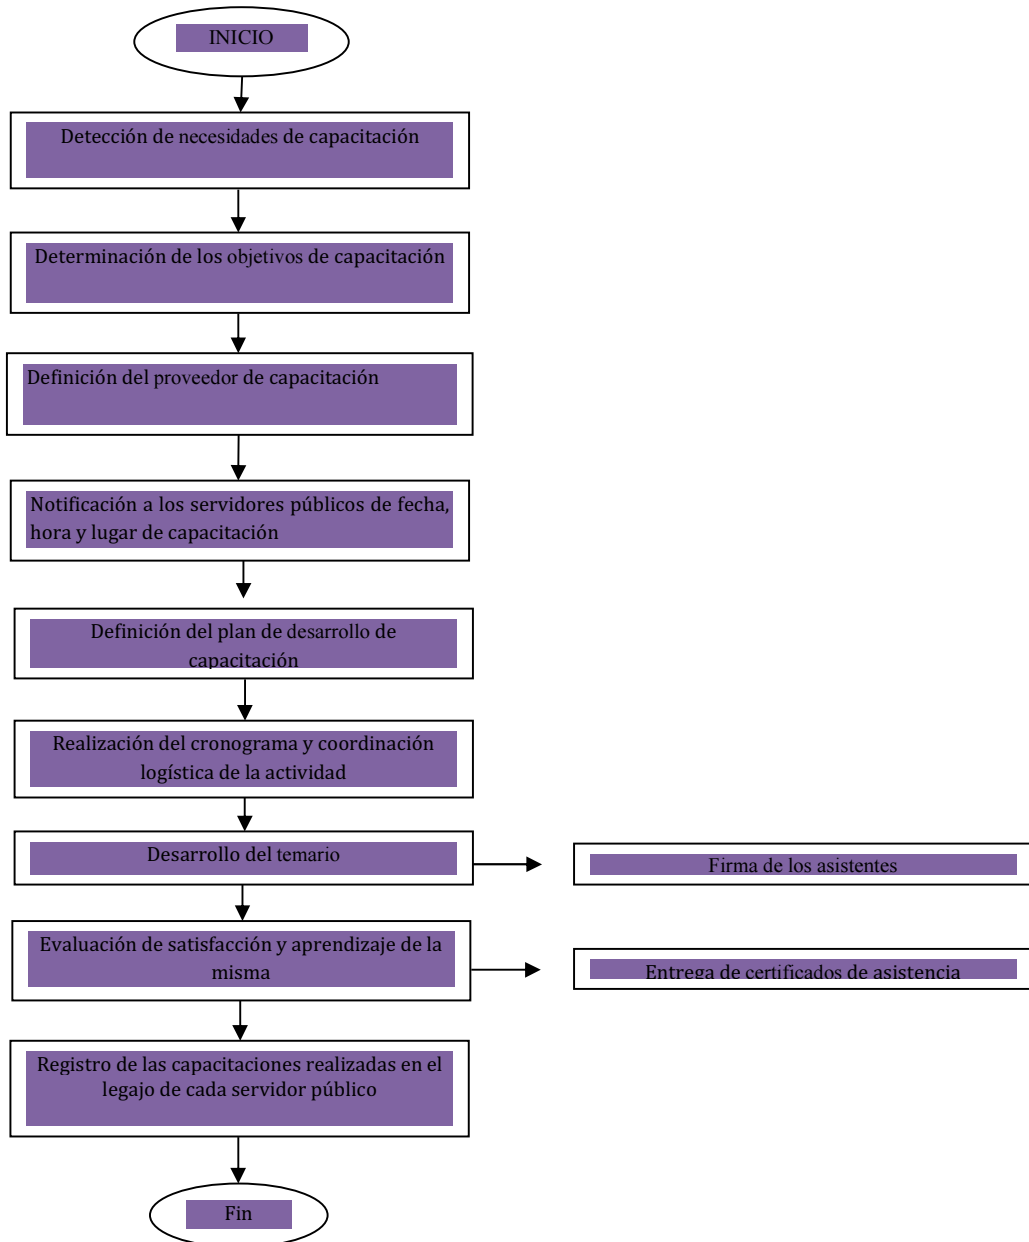 INICIO
Detección de necesidades de capacitación
Determinación de los objetivos de capacitación
Definición del proveedor de capacitación
Notificación a los servidores públicos de fecha,
hora y lugar de capacitación
Definición del plan de desarrollo de
capacitación
Realización del cronograma y coordinación
logística de la actividad
Desarrollo del temario
Firma de los asistentes
Evaluación de satisfacción y aprendizaje de la
misma
Entrega de certificados de asistencia
Registro de las capacitaciones realizadas en el
legajo de cada servidor público
Fin